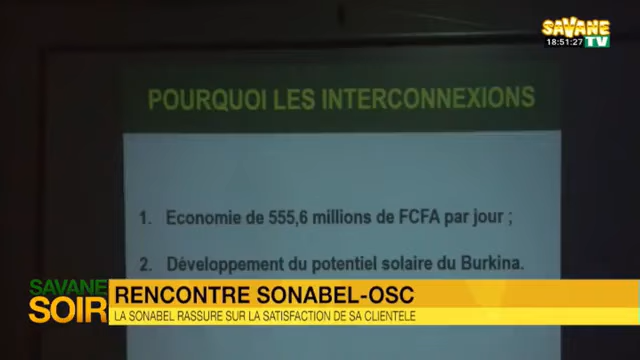 SAVANE
18:51:27 TV
POURQUOI LES INTERCONNEXIONS
1. Economie de 555,6 millions de FCFA par jour ;
2. Développement du potentiel solaire du Burkina.
SAVANE
SOIR
RENCONTRE SONABEL-OSC
LA SONABEL RASSURE SUR LA SATISFACTION DE SA CLIENTELE